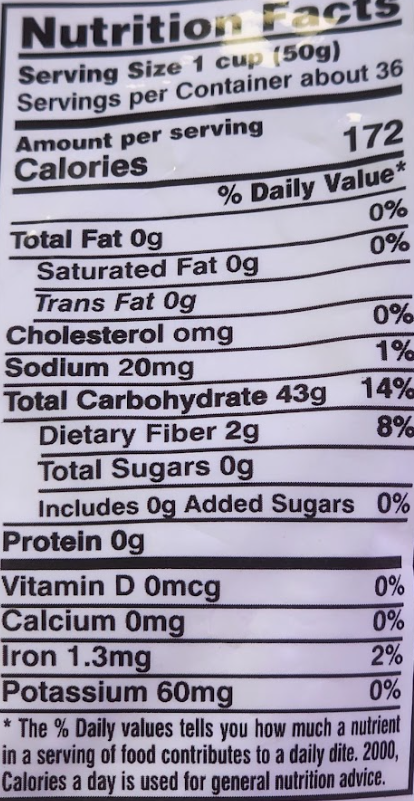 Nutrition Facts
Serving Size 1 cup (50g)
Servings per Container about 36
Amount per serving
Calories 172
% Daily Value*
Total Fat 0g 0%
Saturated Fat 0g 0%
Trans Fat 0g
Cholesterol omg 0%
Sodium 20mg 1%
Total Carbohydrate 43g 14%
Dietary Fiber 2g 8%
Total Sugars 0g
Includes 0g Added Sugars 0%
Protein 0g
Vitamin D 0mcg 0%
Calcium 0mg 0%
Iron 1.3mg 2%
Potassium 60mg 0%
* The % Daily values tells you how much a nutrient
in a serving of food contributes to a daily dite. 2000,
Calories a day is used for general nutrition advice.